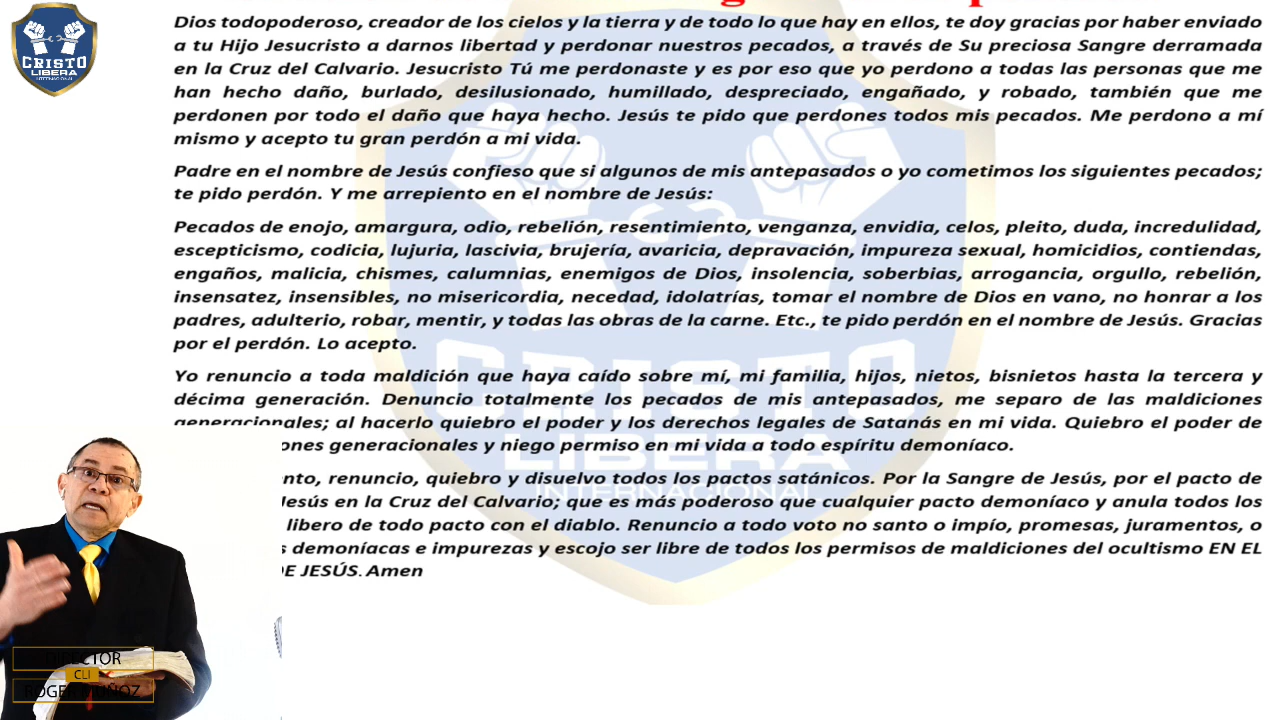 CRISTO
LIBERA
INTERNACIONAL
Dios todopoderoso, creador de los cielos y la tierra y de todo lo que hay en ellos, te doy gracias por haber enviado
a tu Hijo Jesucristo a darnos libertad y perdonar nuestros pecados, a través de Su preciosa Sangre derramada
en la Cruz del Calvario. Jesucristo Tú me perdonaste y es por eso que yo perdono a todas las personas que me
han hecho daño, burlado, desilusionado, humillado, despreciado, engañado, y robado, también que me
perdonen por todo el daño que haya hecho. Jesús te pido que perdones todos mis pecados. Me perdono a mí
mismo y acepto tu gran perdón a mi vida.
Padre en el nombre de Jesús confieso que si algunos de mis antepasados o yo cometimos los siguientes pecados;
te pido perdón. Y me arrepiento en el nombre de Jesús:
Pecados de enojo, amargura, odio, rebelión, resentimiento, venganza, envidia, celos, pleito, duda, incredulidad,
escepticismo, codicia, lujuria, lascivia, brujería, avaricia, depravación, impureza sexual, homicidios, contiendas,
engaños, malicia, chismes, calumnias, enemigos de Dios, insolencia, soberbias, arrogancia, orgullo, rebelión,
insensatez, insensibles, no misericordia, necedad, idolatrías, tomar el nombre de Dios en vano, no honrar a los
padres, adulterio, robar, mentir, y todas las obras de la carne. Etc., te pido perdón en el nombre de Jesús. Gracias
por el perdón. Lo acepto.
Yo renuncio a toda maldición que haya caído sobre mí, mi familia, hijos, nietos, bisnietos hasta la tercera y
décima generación. Denuncio totalmente los pecados de mis antepasados, me separo de las maldiciones
generacionales; al hacerlo quiebro el poder y los derechos legales de Satanás en mi vida. Quiebro el poder de
ones generacionales y niego permiso en mi vida a todo espíritu demoníaco.
nto, renuncio, quiebro y disuelvo todos los pactos satánicos. Por la Sangre de Jesús, por el pacto de
Jesús en la Cruz del Calvario; que es más poderoso que cualquier pacto demoníaco y anula todos los
libero de todo pacto con el diablo. Renuncio a todo voto no santo o impío, promesas, juramentos, o
s demoníacas e impurezas y escojo ser libre de todos los permisos de maldiciones del ocultismo EN EL
DE JESÚS. Amen
CRISTO
LIBERA
INTERNACIONAL
DIRECTOR
CLI